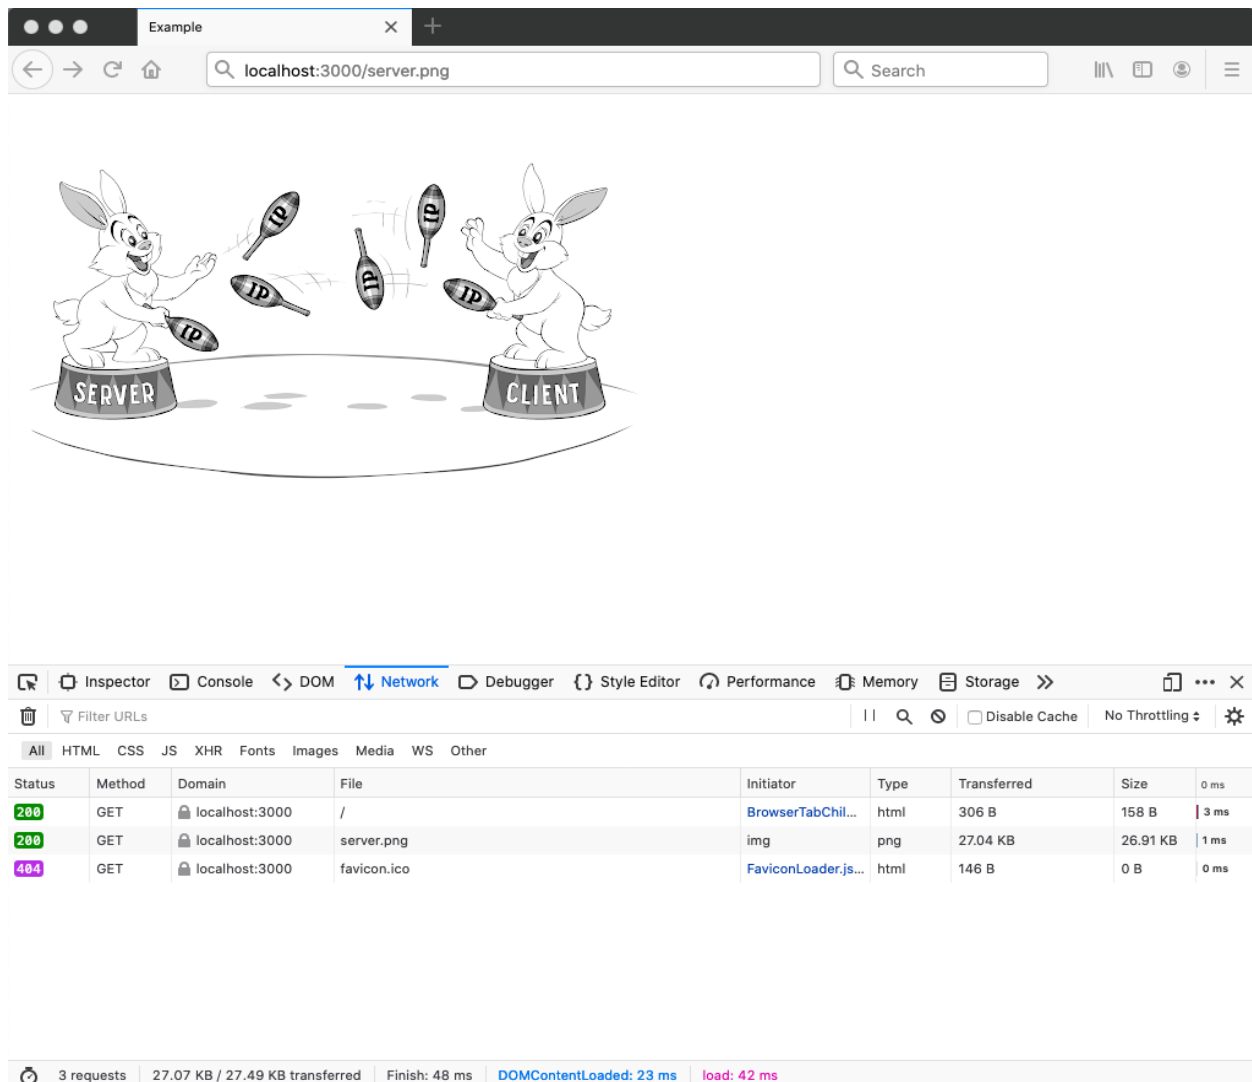 Example
localhost:3000/server.png
Search
IP
IP
IP
IP
IP
IP
SERVER
CLIENT
Inspector Console DOM Network Debugger {} Style Editor Performance Memory Storage
Filter URLs Disable Cache No Throttling
All HTML CSS JS XHR Fonts Images Media WS Other
Status Method Domain File Initiator Type Transferred Size 0 ms
200 GET localhost:3000 / BrowserTabChil... html 306 B 158 B 3 ms
200 GET localhost:3000 server.png img png 27.04 KB 26.91 KB 1 ms
404 GET localhost:3000 favicon.ico FaviconLoader.js... html 146 B 0 B 0 ms
3 requests 27.07 KB / 27.49 KB transferred Finish: 48 ms DOMContentLoaded: 23 ms load: 42 ms